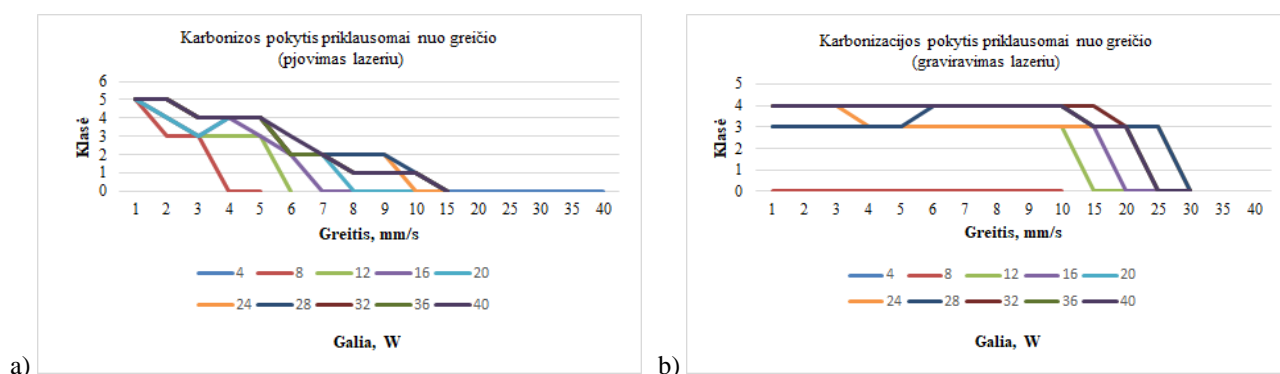 Karbonizos pokytis priklausomai nuo greičio
(pjovimas lazeriu)
6
5
4
3
2
1
0
Klasė
1 2 3 4 5 6 7 8 9 10 15 20 25 30 35 40
Greitis, mm/s
4 8 12 16 20
24 28 32 36 40
Galia, W
a)
Karbonizacijos pokytis priklausomai nuo greičio
(graviravimas lazeriu)
5
4
3
2
1
0
Klasė
1 2 3 4 5 6 7 8 9 10 15 20 25 30 35 40
Greitis, mm/s
4 8 12 16 20
24 28 32 36 40
Galia, W
b)